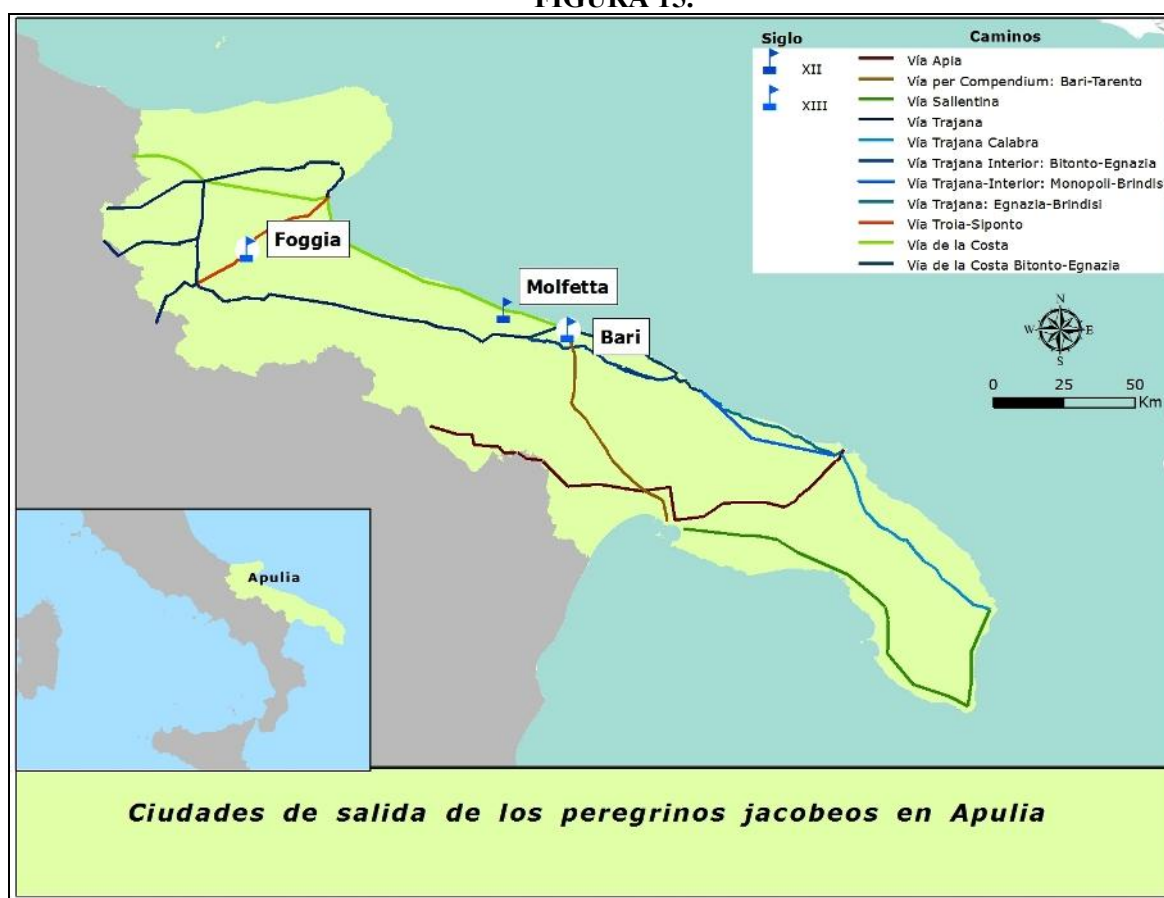 FIGURA 15.
Siglo
XII
XIII
Caminos
Vía Apia
Vía per Compendium: Bari-Tarento
Vía Sallentina
Vía Trajana
Vía Trajana Calabra
Vía Trajana Interior: Bitonto-Egnazia
Vía Trajana-Interior: Monopoli-Brindisi
Vía Trajana: Egnazia-Brindisi
Vía Troia-Siponto
Vía de la Costa
Vía de la Costa Bitonto-Egnazia
Foggia
Molfetta
Bari
N
W E
S
0 25 50
Km
Apulia
Ciudades de salida de los peregrinos jacobeos en Apulia